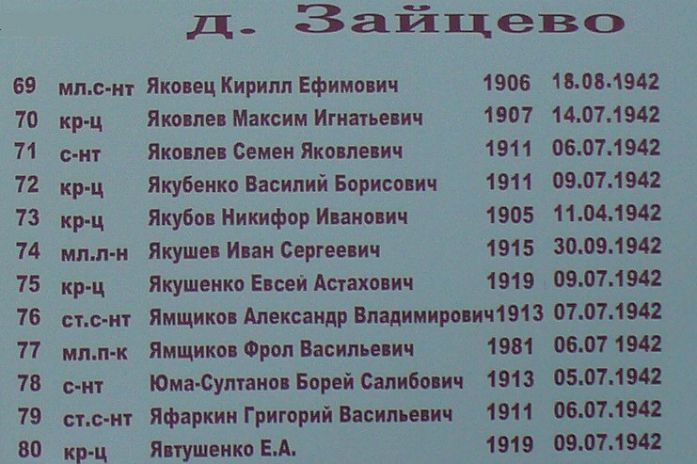 д. Зайцево
69 мл.с-нт Яковец Кирилл Ефимович 1906 18.08.1942
70 кр-ц Яковлев Максим Игнатьевич 1907 14.07.1942
71 с-нт Яковлев Семен Яковлевич 1911 06.07.1942
72 кр-ц Якубенко Василий Борисович 1911 09.07.1942
73 кр-ц Якубов Никифор Иванович 1905 11.04.1942
74 мл.л-н Якушев Иван Сергеевич 1915 30.09.1942
75 кр-ц Якушенко Евсей Астахович 1919 09.07.1942
76 ст.с-нт Ямщиков Александр Владимирович 1913 07.07.1942
77 мл.п-к Ямщиков Фрол Васильевич 1981 06.07 1942
78 с-нт Юма-Султанов Борей Салибович 1913 05.07.1942
79 ст.с-нт Яфаркин Григорий Васильевич 1911 06.07.1942
80 кр-ц Явтушенко Е.А. 1919 09.07.1942